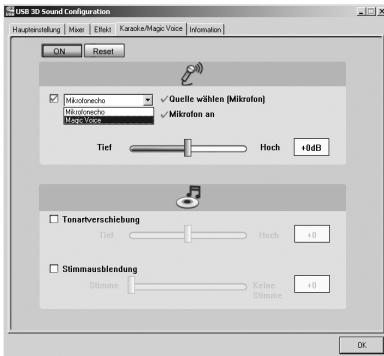 USB 3D Sound Configuration
Haupteinstellung Mixer Effekt Karaoke/Magic Voice Information
ON Reset
Mikrofonecho ✓Quelle wählen (Mikrofon)
Mikrofonecho ✓Mikrofon an
Magic Voice
Tief Hoch +0dB
Tonartverschiebung
Tief Hoch +0
Stimmausblendung
Stimme Keine Stimme +0
OK